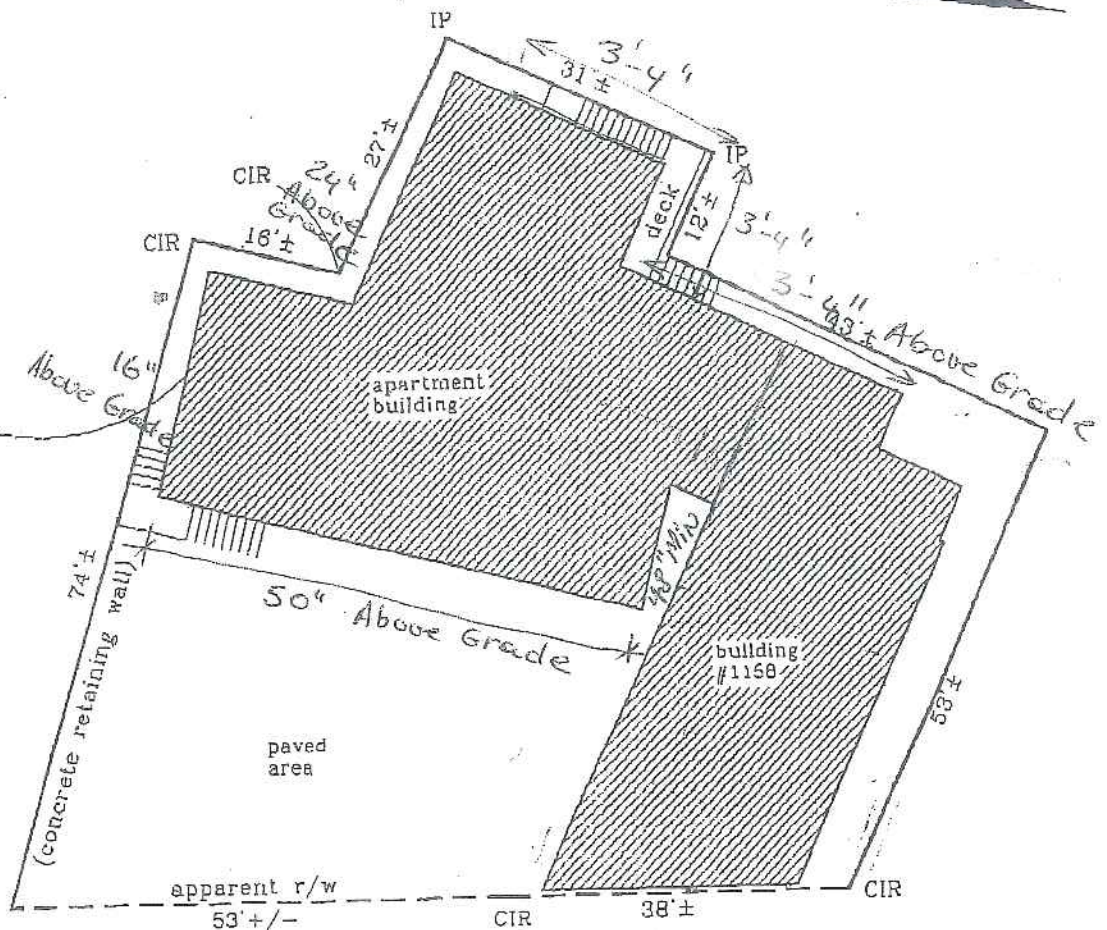 IP
3'-4"
31'±
27'±
IP
CIR
24"
Above
Grade
CIR
16'±
deck
12'±
3'-4"
3'-4" Above Grade
16"
Above Grade
apartment
building
48" Min
74'±
(concrete retaining wall)
50" Above Grade
building
#1158
53'±
paved
area
apparent r/w
53'+/-
CIR
38'±
CIR